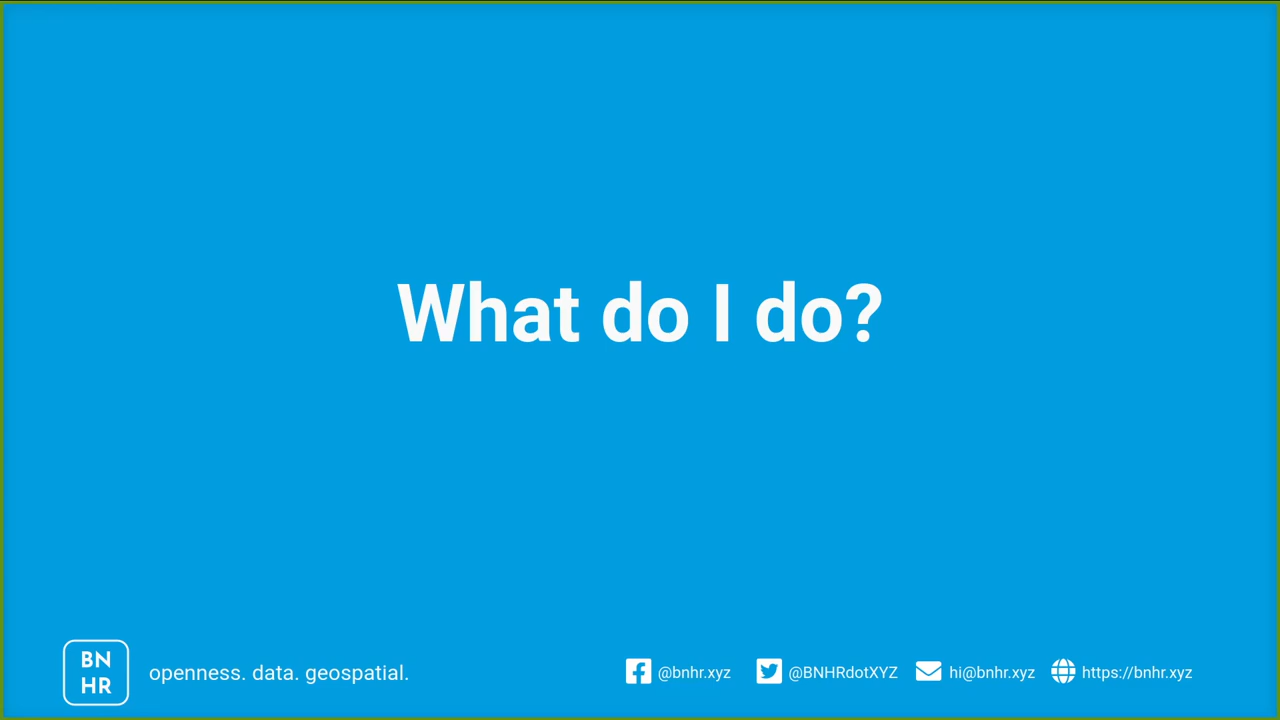 What do I do?
BN
HR
openness. data. geospatial.
@bnhr.xyz
@BNHRdotXYZ
hi@bnhr.xyz
https://bnhr.xyz